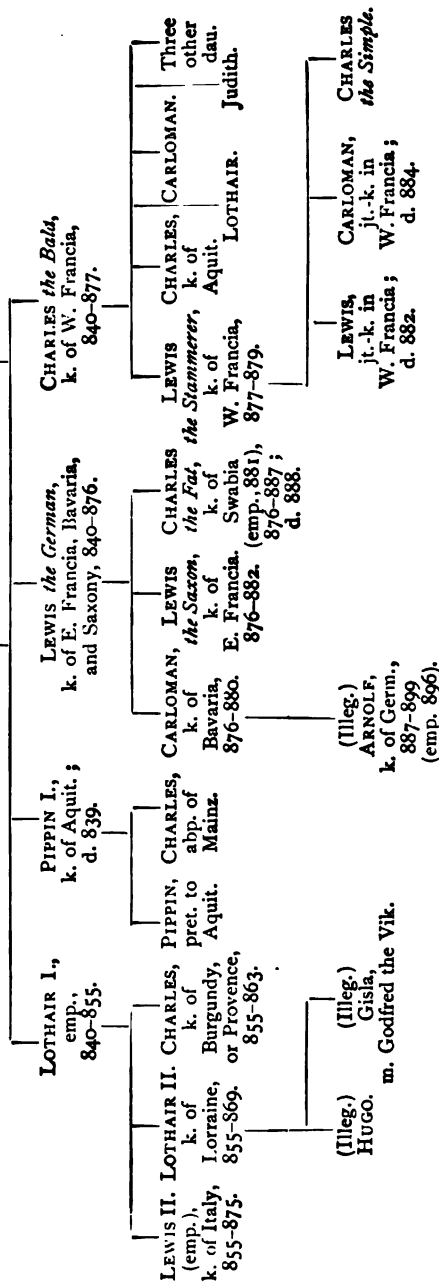 LOTHAIR I.,
emp.,
840–855.
PIPPIN I.,
k. of Aquit.;
d. 839.
LEWIS the German,
k. of E. Francia, Bavaria,
and Saxony, 840–876.
CHARLES the Bald,
k. of W. Francia,
840–877.
LEWIS II.
(emp.),
k. of Italy,
855–875.
LOTHAIR II.
k. of
Lorraine,
855–869.
CHARLES,
k. of
Burgundy,
or Provence,
855–863.
PIPPIN,
pret. to
Aquit.
CHARLES,
abp. of
Mainz.
CARLOMAN,
k. of
Bavaria,
876–880.
LEWIS
the Saxon,
k. of
E. Francia.
876–882.
CHARLES
the Fat,
k. of
Swabia
(emp., 881),
876–887;
d. 888.
LEWIS
the Stammerer,
k. of
W. Francia,
877–879.
CHARLES,
k. of
Aquit.
LOTHAIR.
CARLOMAN.
Judith.
Three
other
dau.
(Illeg.)
HUGO.
(Illeg.)
Gisla,
m. Godfred the Vik.
(Illeg.)
ARNOLF,
k. of Germ.,
887–899
(emp. 896).
LEWIS,
jt.-k. in
W. Francia;
d. 882.
CARLOMAN,
jt.-k. in
W. Francia;
d. 884.
CHARLES
the Simple.